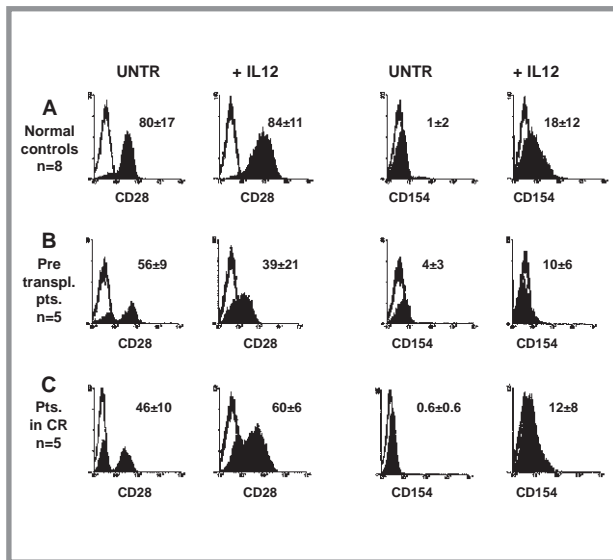 UNTR + IL12 UNTR + IL12
A
Normal
controls
n=8
80±17 84±11 1±2 18±12
CD28 CD28 CD154 CD154
B
Pre
transpl.
pts.
n=5
56±9 39±21 4±3 10±6
CD28 CD28 CD154 CD154
C
Pts.
in CR
n=5
46±10 60±6 0.6±0.6 12±8
CD28 CD28 CD154 CD154